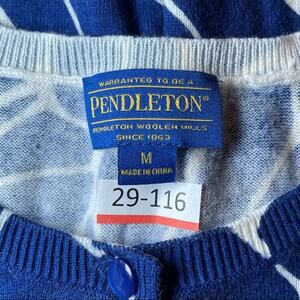 WARRANTED TO BE A
PENDLETON®
PENDLETON WOOLEN MILLS
SINCE 1863
M
MADE IN CHINA
29-116